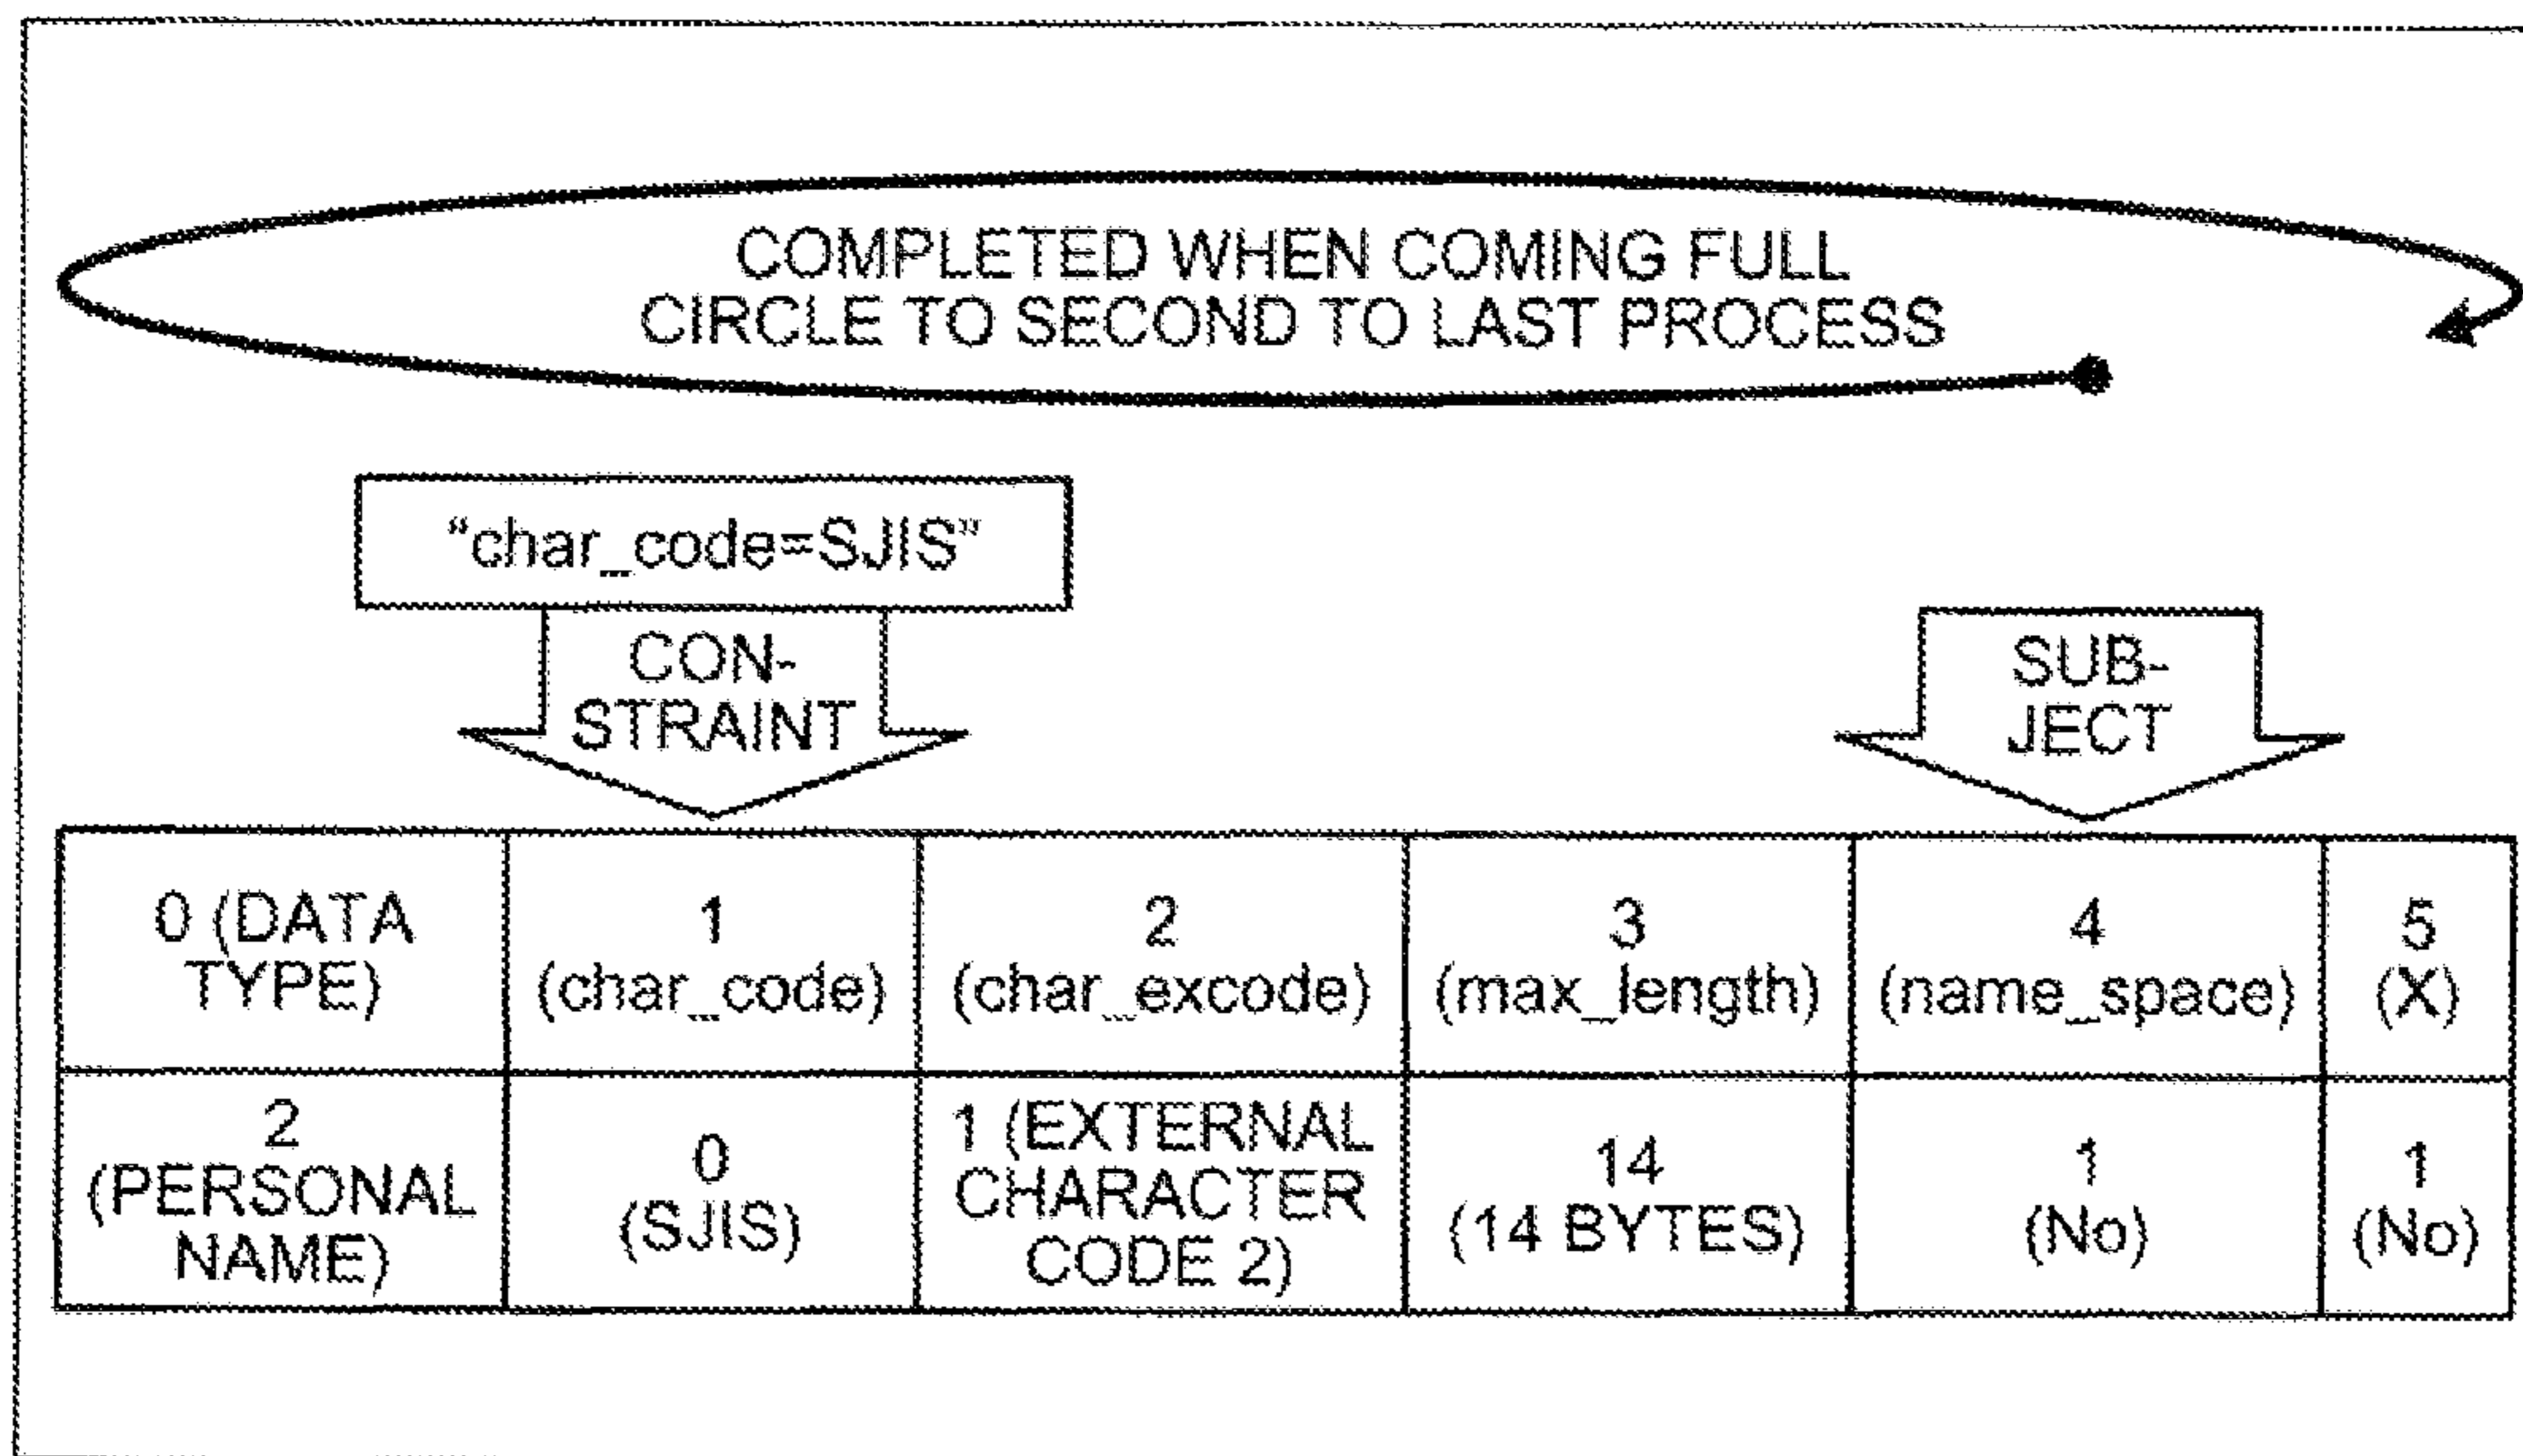 COMPLETED WHEN COMING FULL
CIRCLE TO SECOND TO LAST PROCESS
“char_code=SJIS”
CON-
STRAINT
SUB-
JECT
0 (DATA
TYPE)
1
(char_code)
2
(char_excode)
3
(max_length)
4
(name_space)
5
(X)
2
(PERSONAL
NAME)
0
(SJIS)
1 (EXTERNAL
CHARACTER
CODE 2)
14
(14 BYTES)
1
(No)
1
(No)